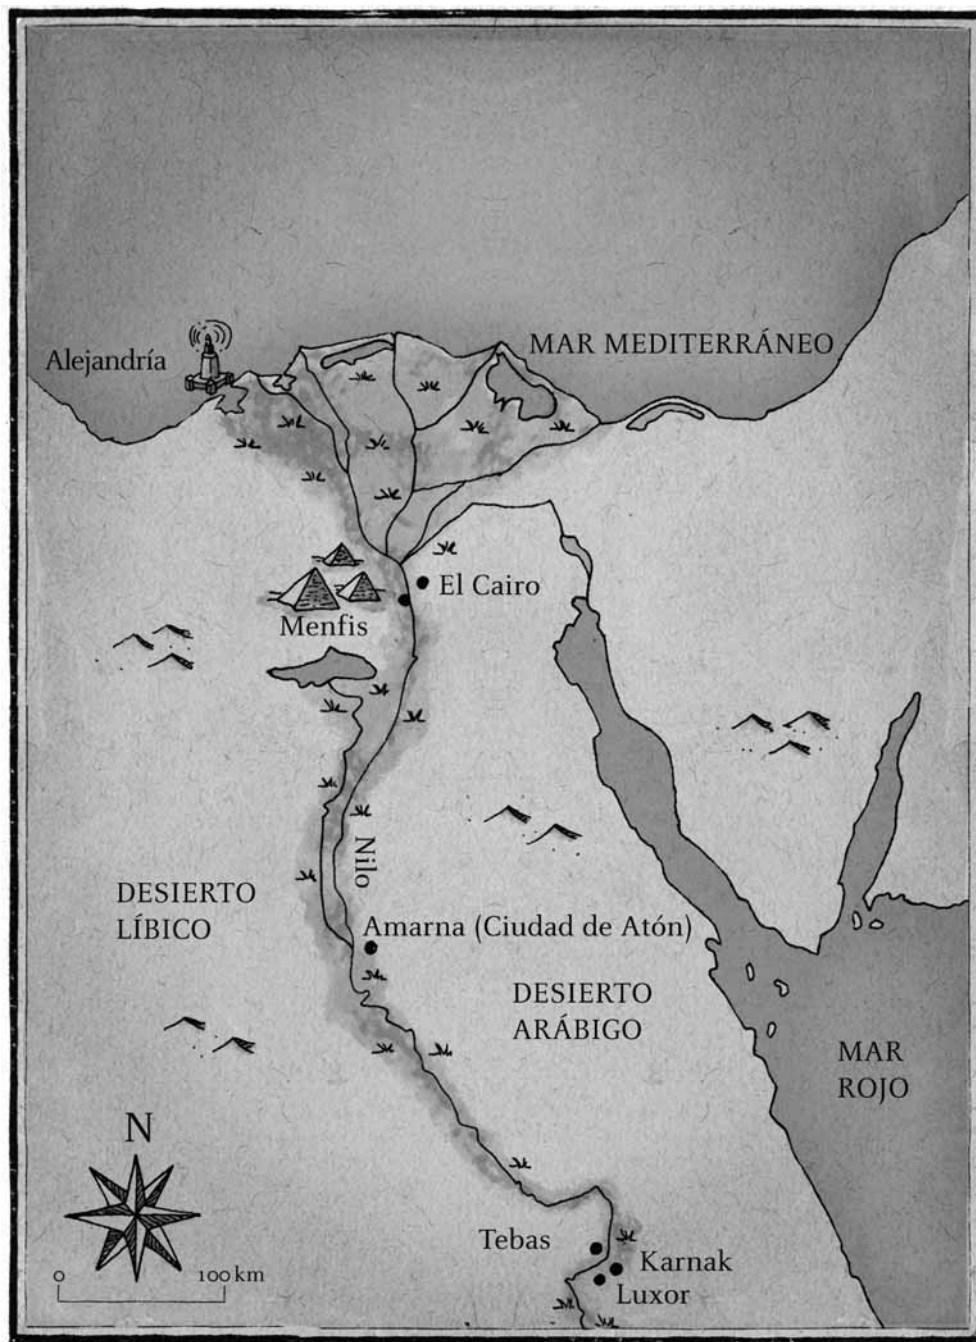 Alejandría
MAR MEDITERRÁNEO
El Cairo
Menfis
Nilo
DESIERTO
LÍBICO
Amarna (Ciudad de Atón)
DESIERTO
ARÁBIGO
MAR
ROJO
N
0
100 km
Tebas
Karnak
Luxor